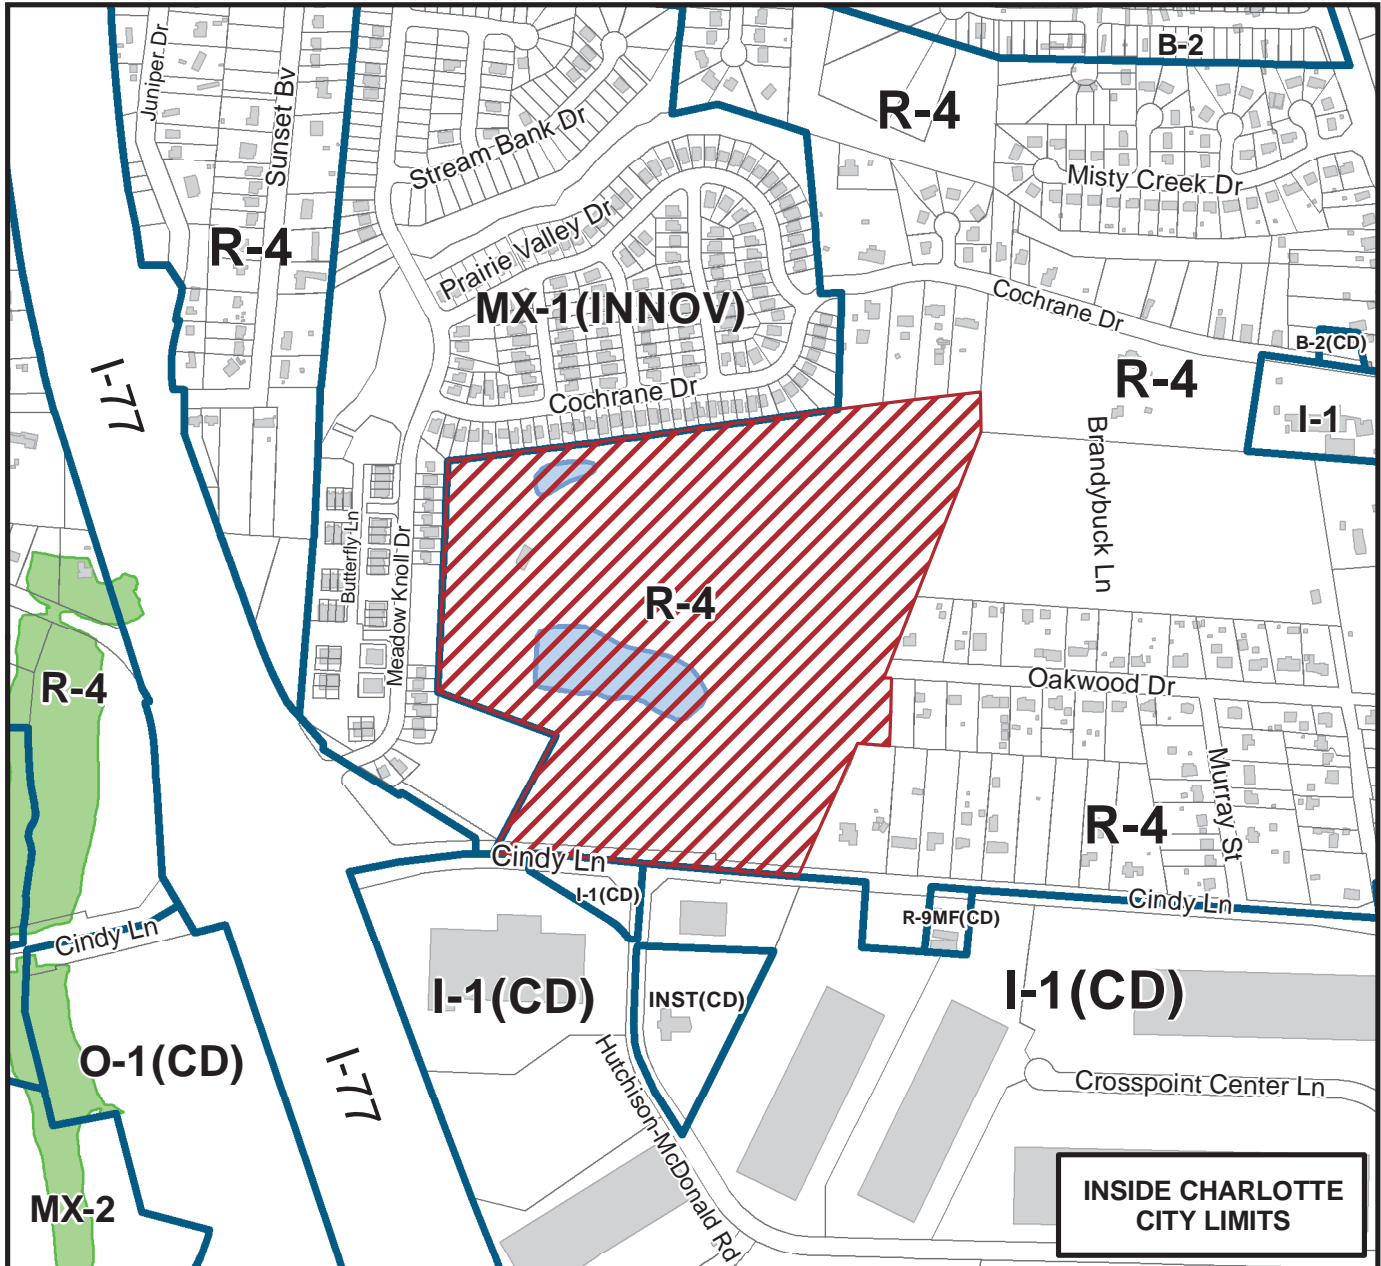 B-2
Juniper Dr
Sunset Bv
R-4
Stream Bank Dr
Misty Creek Dr
R-4
Prairie Valley Dr
MX-1(INNOV)
Cochrane Dr
B-2(CD)
I-77
R-4
Cochrane Dr
I-1
Brandybuck Ln
Butterfly Ln
Meadow Knoll Dr
R-4
R-4
Oakwood Dr
Murray St
R-4
Cindy Ln
I-1(CD)
Cindy Ln
R-9MF(CD)
Cindy Ln
I-1(CD)
INST(CD)
I-1(CD)
O-1(CD)
I-77
Hutchison-McDonald Rd
Crosspoint Center Ln
MX-2
INSIDE CHARLOTTE
CITY LIMITS